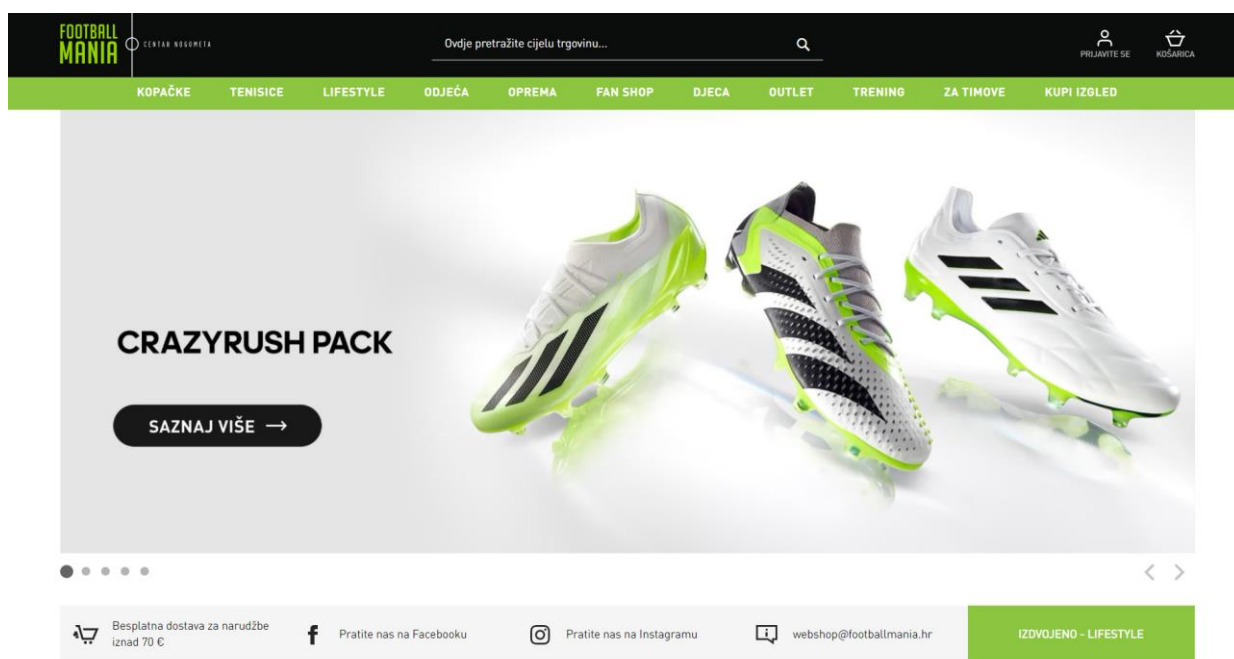 FOOTBALL
MANIA
CENTAR NOGOMETA
Ovdje pretražite cijelu trgovinu...
PRIJAVITE SE
KOŠARICA
KOPAČKE
TENISICE
LIFESTYLE
ODJEĆA
OPREMA
FAN SHOP
DJECA
OUTLET
TRENING
ZA TIMOVE
KUPI IZGLED
CRAZYRUSH PACK
SAZNAJ VIŠE →
Besplatna dostava za narudžbe
iznad 70 €
Pratite nas na Facebooku
Pratite nas na Instagramu
webshop@footballmania.hr
IZDVOJENO - LIFESTYLE